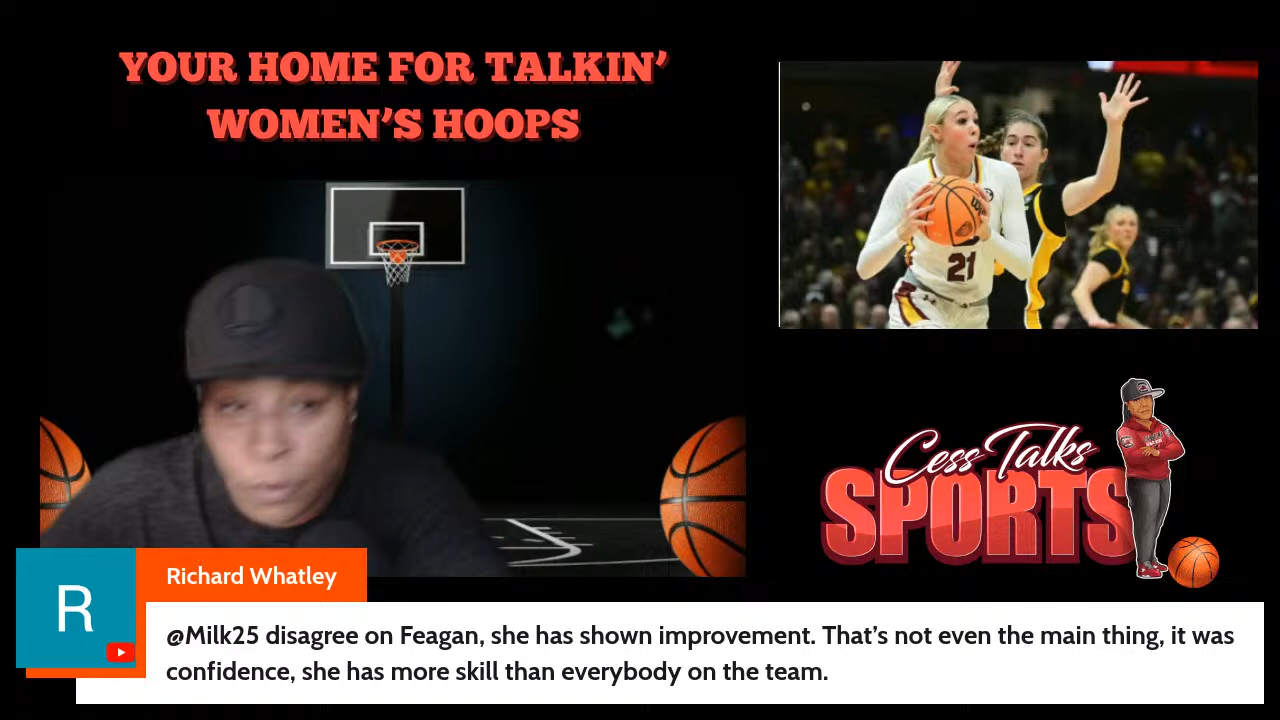 YOUR HOME FOR TALKIN’
WOMEN’S HOOPS
21
Cess Talks
SPORTS
R
Richard Whatley
@Milk25 disagree on Feagan, she has shown improvement. That’s not even the main thing, it was
confidence, she has more skill than everybody on the team.